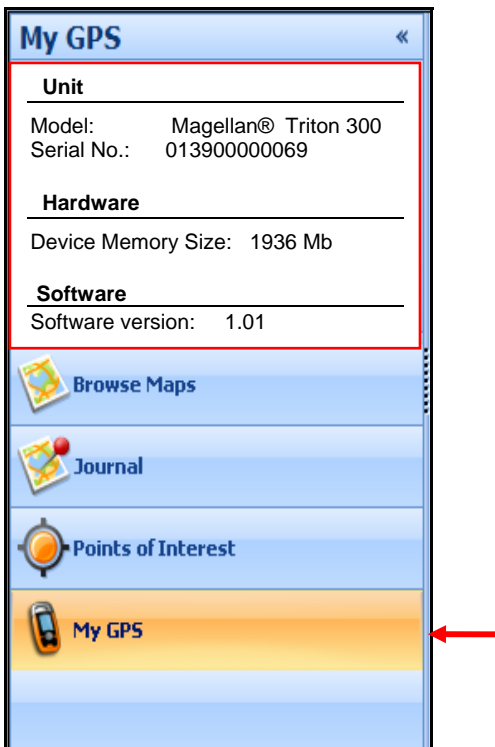 My GPS «
Unit
Model: Magellan® Triton 300
Serial No.: 013900000069
Hardware
Device Memory Size: 1936 Mb
Software
Software version: 1.01
Browse Maps
Journal
Points of Interest
My GPS